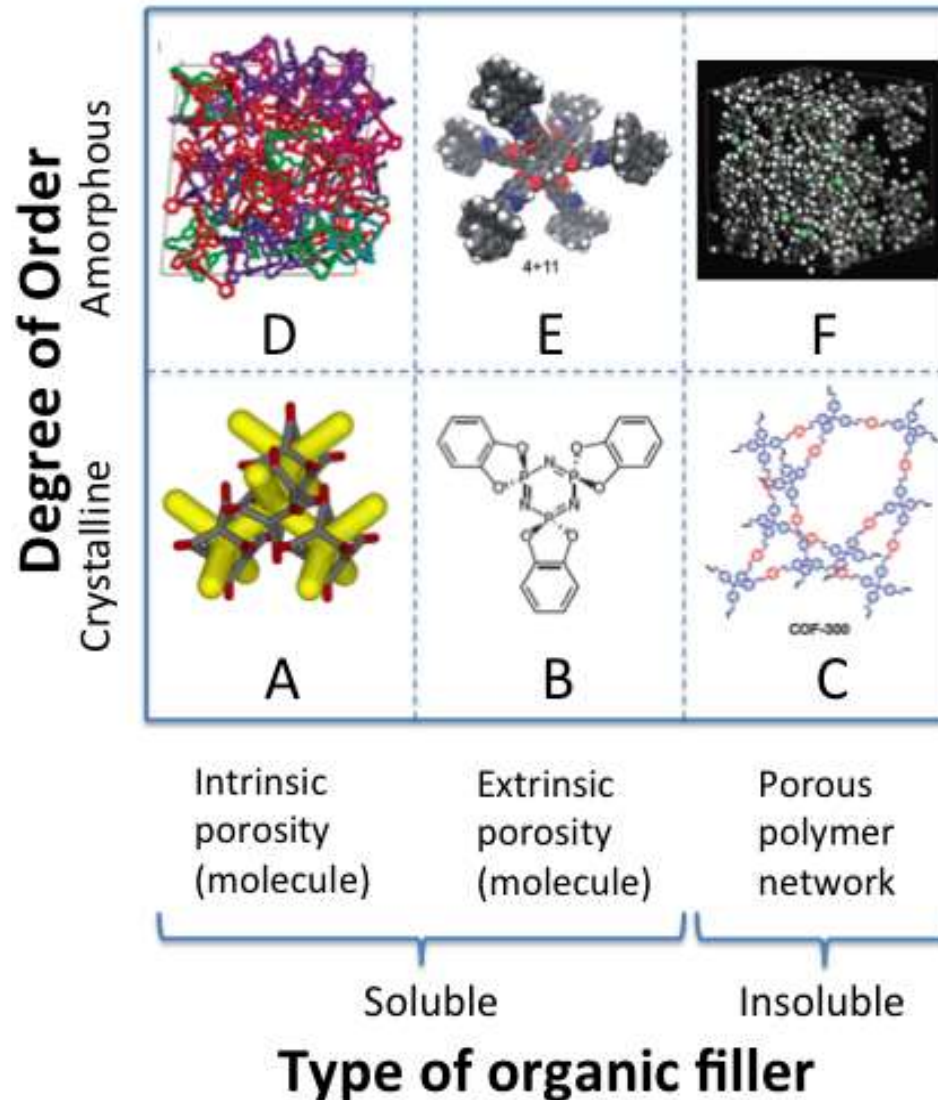 Degree of Order
Amorphous
Crystalline
D
4+11
E
F
A
O
O
O
O
P
N
P
N
N
P
O
O
B
COF-300
C
Intrinsic
porosity
(molecule)
Extrinsic
porosity
(molecule)
Porous
polymer
network
Soluble
Insoluble
Type of organic filler